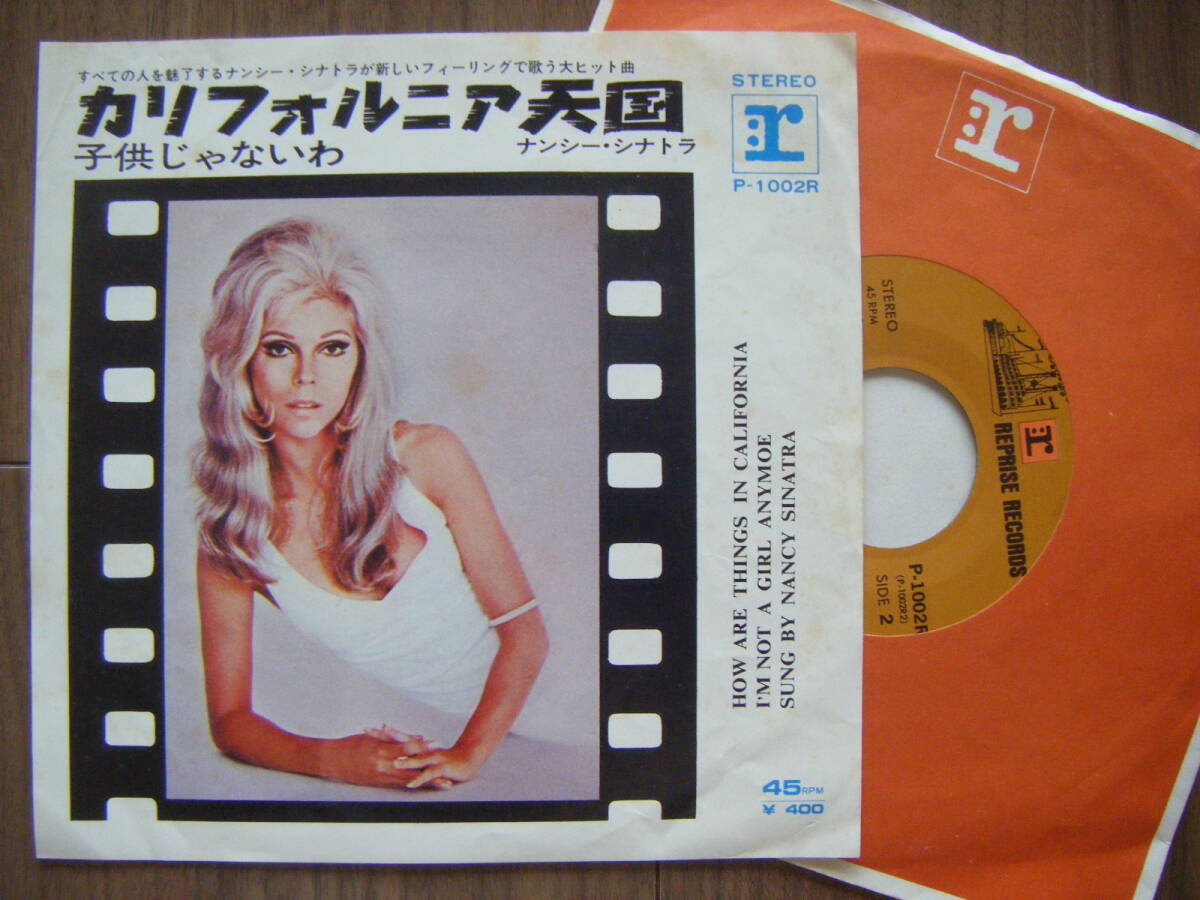 すべての人を魅了するナンシー・シナトラが新しいフィーリングで歌う大ヒット曲
カリフォルニア天国
子供じゃないわ
ナンシー・シナトラ
STEREO
r
P-1002R
HOW ARE THINGS IN CALIFORNIA
I'M NOT A GIRL ANYMOE
SUNG BY NANCY SINATRA
45RPM
¥ 400
r
STEREO
45 RPM
r
REPRISE RECORDS
P-1002R
(P-1002R2)
SIDE 2